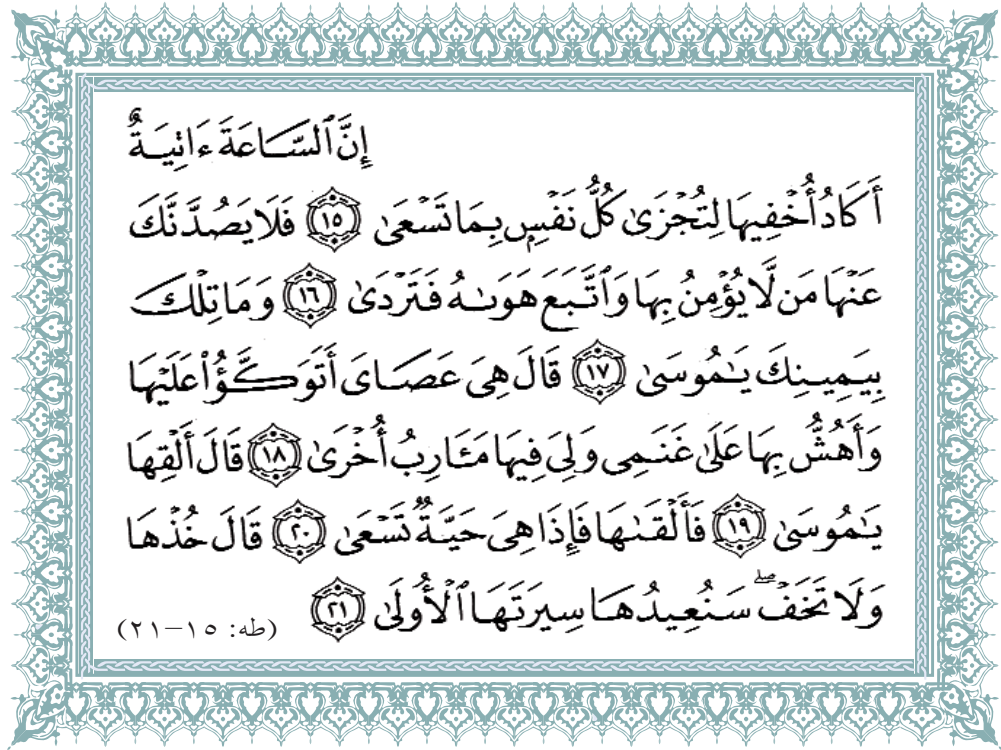 إِنَّ ٱلسَّاعَةَ ءَاتِيَةٌ
أَكَادُ أُخْفِيهَا لِتُجْزَىٰ كُلُّ نَفْسٍۭ بِمَا تَسْعَىٰ ١٥ فَلَا يَصُدَّنَّكَ
عَنْهَا مَن لَّا يُؤْمِنُ بِهَا وَٱتَّبَعَ هَوَىٰهُ فَتَرْدَىٰ ١٦ وَمَا تِلْكَ
بِيَمِينِكَ يَـٰمُوسَىٰ ١٧ قَالَ هِىَ عَصَاىَ أَتَوَكَّؤُا۟ عَلَيْهَا
وَأَهُشُّ بِهَا عَلَىٰ غَنَمِى وَلِىَ فِيهَا مَـَٔارِبُ أُخْرَىٰ ١٨ قَالَ أَلْقِهَا
يَـٰمُوسَىٰ ١٩ فَأَلْقَىٰهَا فَإِذَا هِىَ حَيَّةٌ تَسْعَىٰ ٢٠ قَالَ خُذْهَا
وَلَا تَخَفْ ۖ سَنُعِيدُهَا سِيرَتَهَا ٱلْأُولَىٰ ٢١ (طه: ١٥-٢١)